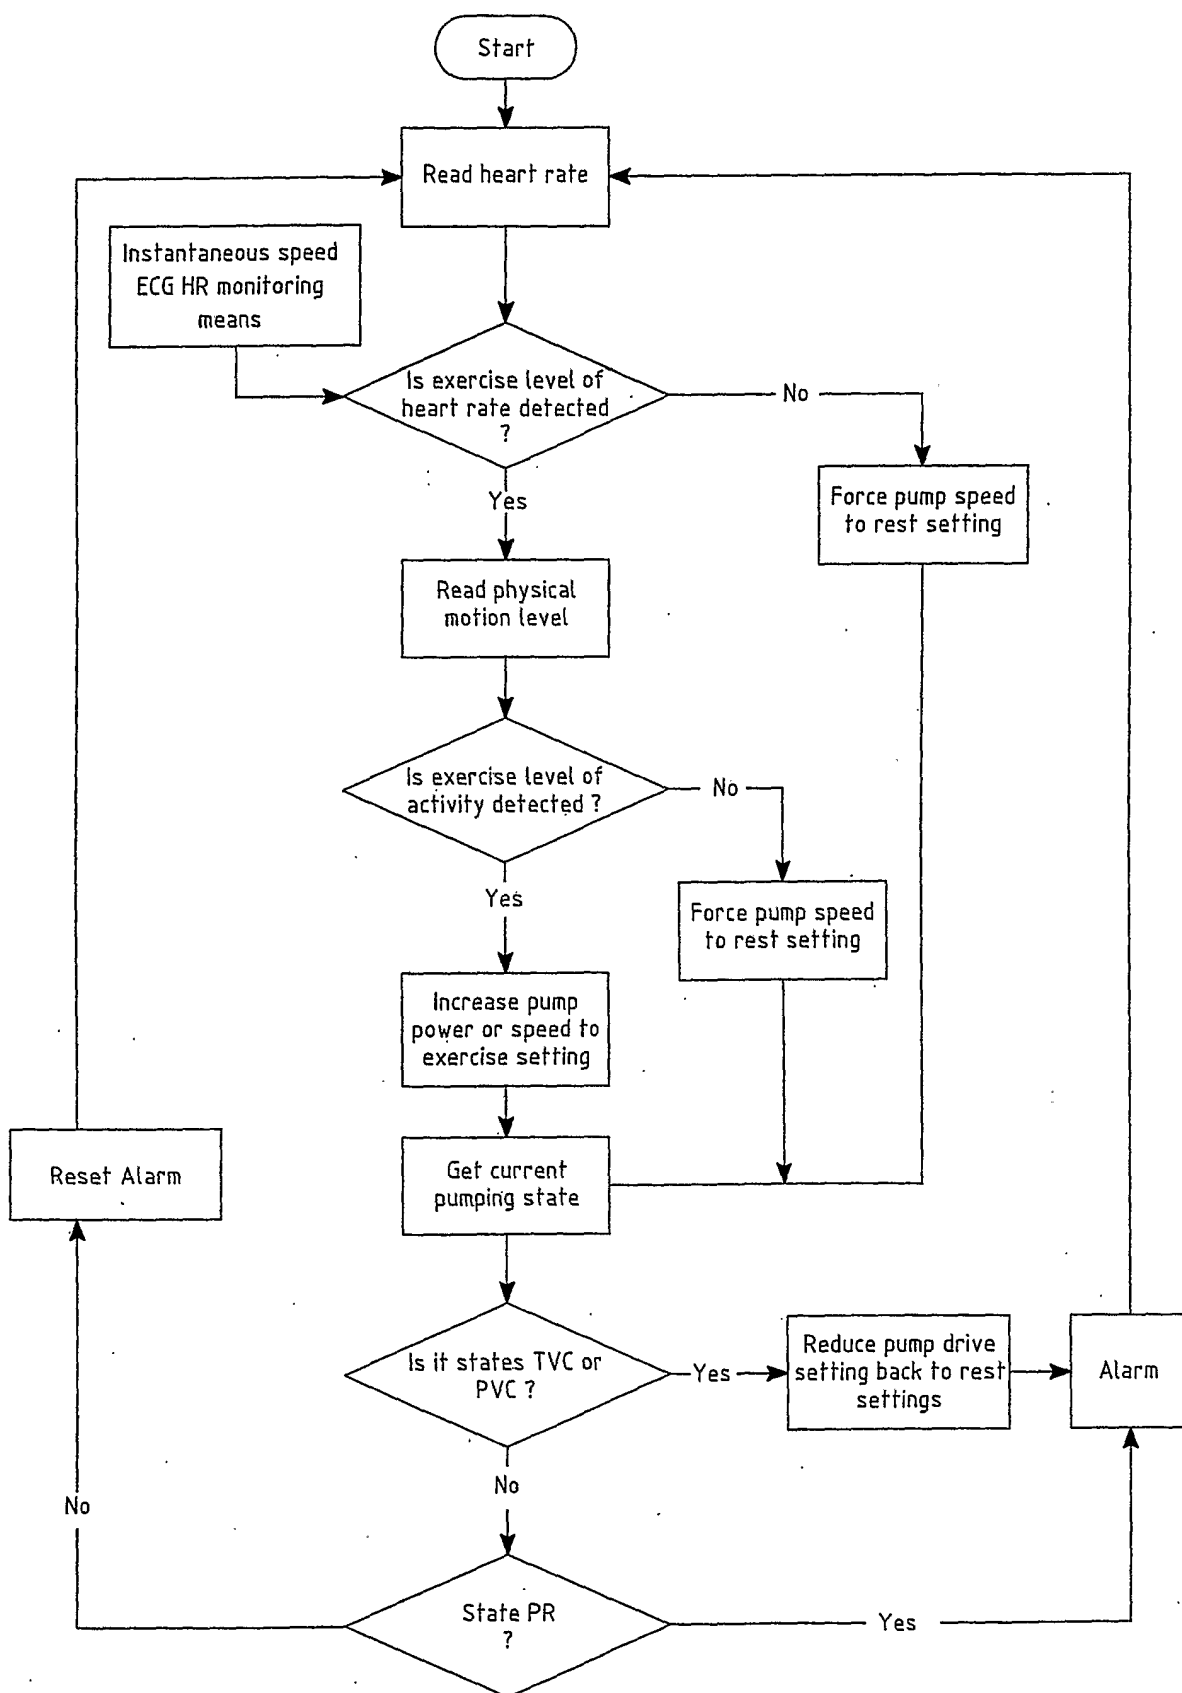 Start
Read heart rate
Instantaneous speed
ECG HR monitoring
means
Is exercise level of
heart rate detected
?
No
Yes
Force pump speed
to rest setting
Read physical
motion level
Is exercise level of
activity detected ?
No
Yes
Force pump speed
to rest setting
Increase pump
power or speed to
exercise setting
Reset Alarm
Get current
pumping state
Is it states TVC or
PVC ?
Yes
Reduce pump drive
setting back to rest
settings
Alarm
No
No
State PR
?
Yes